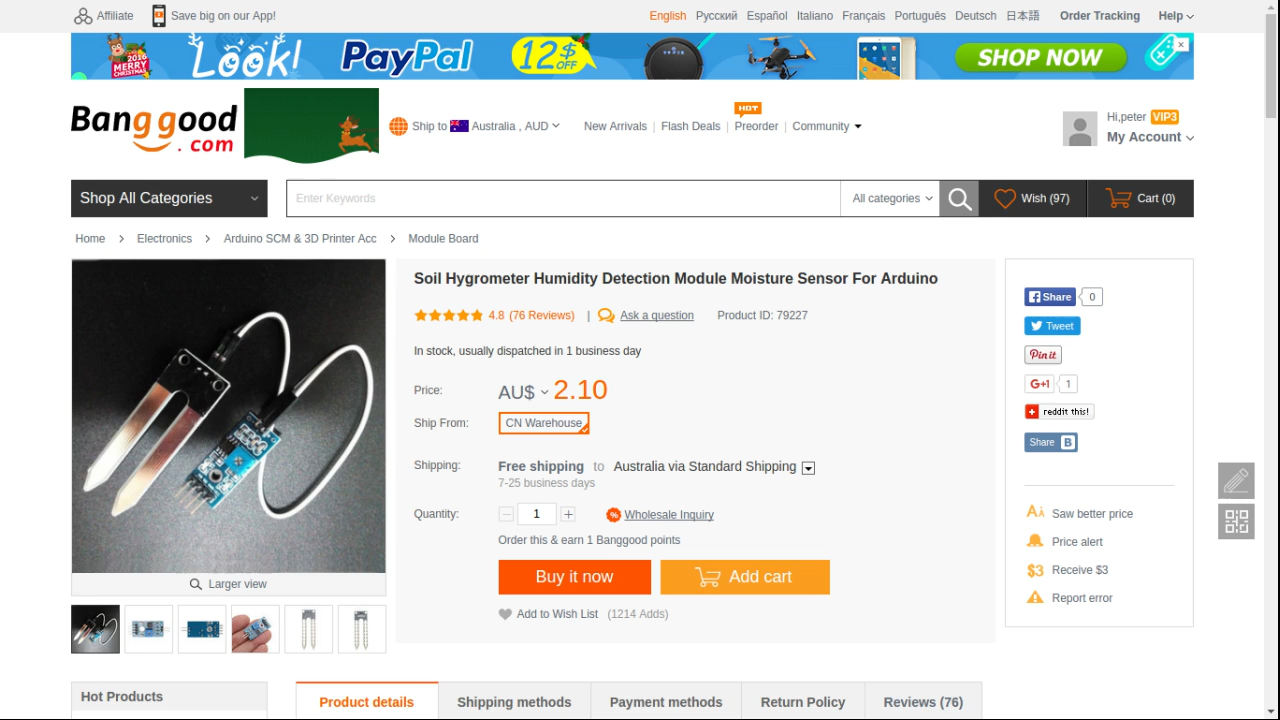 Affiliate
Save big on our App!
English Русский Español Italiano Français Português Deutsch 日本語 Order Tracking Help
2016
MERRY
CHRISTMAS
LOOK!
PayPal
12$
OFF
SHOP NOW
Banggood
.com
Ship to Australia , AUD
New Arrivals | Flash Deals | Preorder | Community
HOT
Hi,peter VIP3
My Account
Shop All Categories
Enter Keywords
All categories
Wish (97)
Cart (0)
Home > Electronics > Arduino SCM & 3D Printer Acc > Module Board
Soil Hygrometer Humidity Detection Module Moisture Sensor For Arduino
4.8 (76 Reviews) | Ask a question Product ID: 79227
In stock, usually dispatched in 1 business day
Price: AU$ 2.10
Ship From: CN Warehouse
Shipping: Free shipping to Australia via Standard Shipping
7-25 business days
Quantity: 1 + % Wholesale Inquiry
Order this & earn 1 Banggood points
Buy it now
Add cart
Add to Wish List (1214 Adds)
Larger view
Share 0
Tweet
Pin it
G+1 1
reddit this!
Share B
Saw better price
Price alert
$3 Receive $3
Report error
Hot Products
Product details
Shipping methods
Payment methods
Return Policy
Reviews (76)